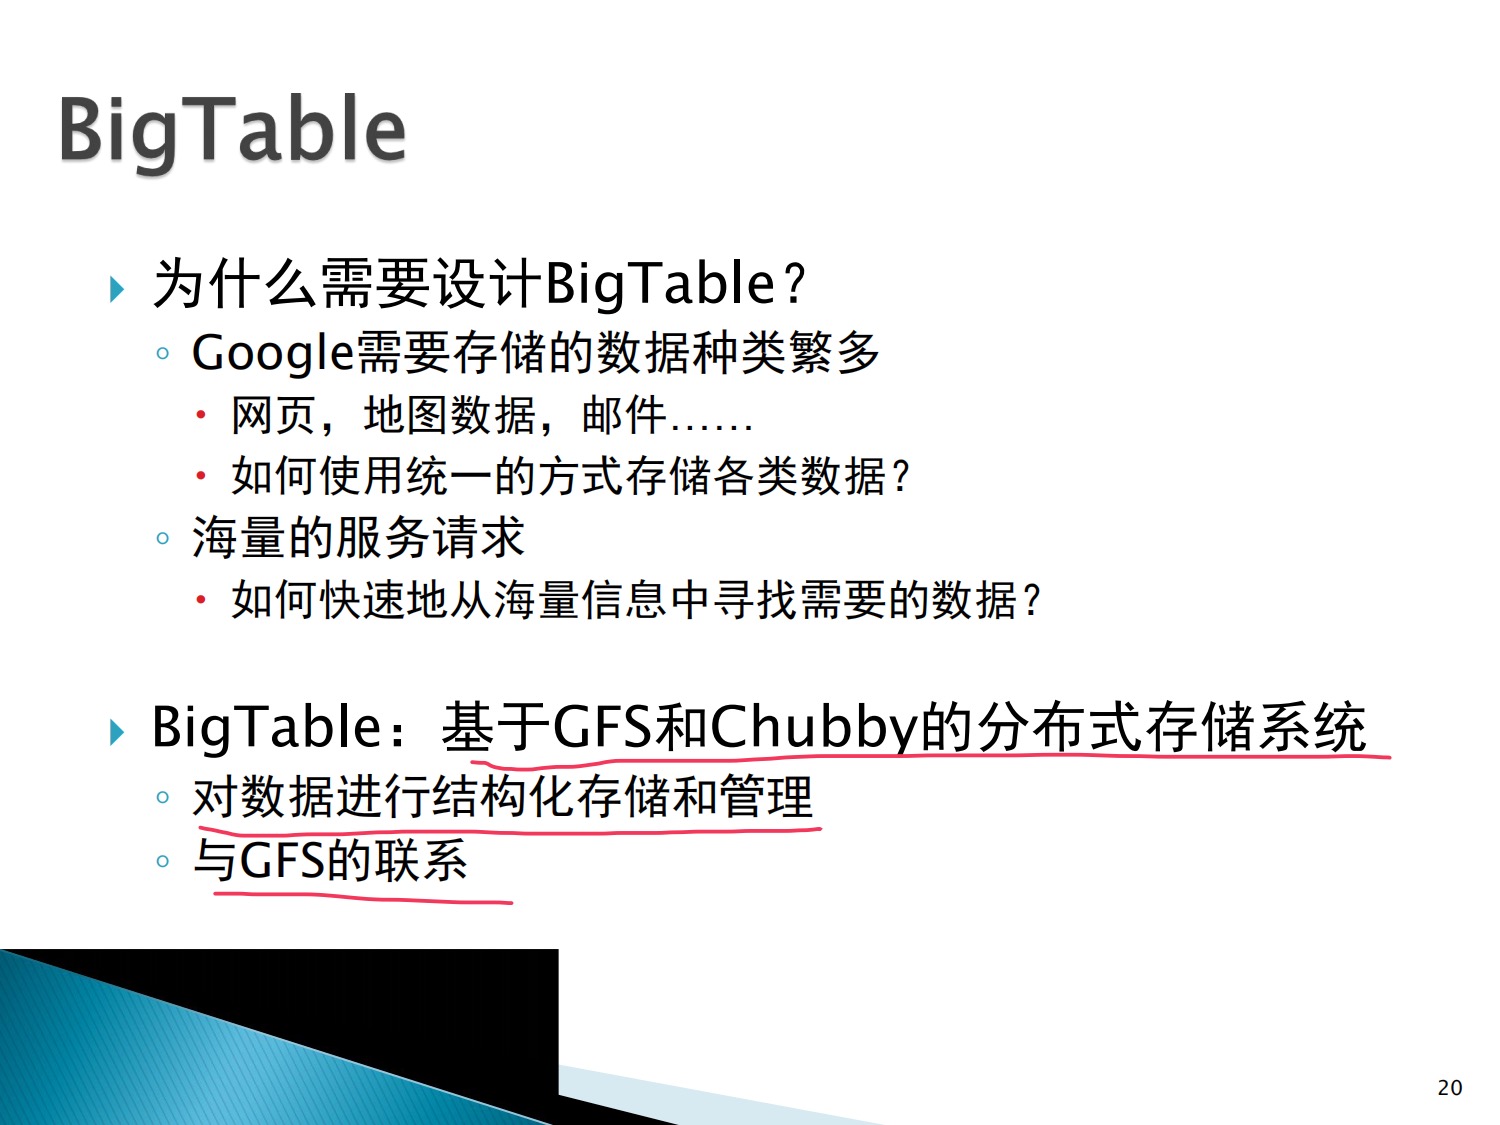 BigTable
为什么需要设计BigTable？
Google需要存储的数据种类繁多
网页，地图数据，邮件……
如何使用统一的方式存储各类数据？
海量的服务请求
如何快速地从海量信息中寻找需要的数据？
BigTable：基于GFS和Chubby的分布式存储系统
对数据进行结构化存储和管理
与GFS的联系
20